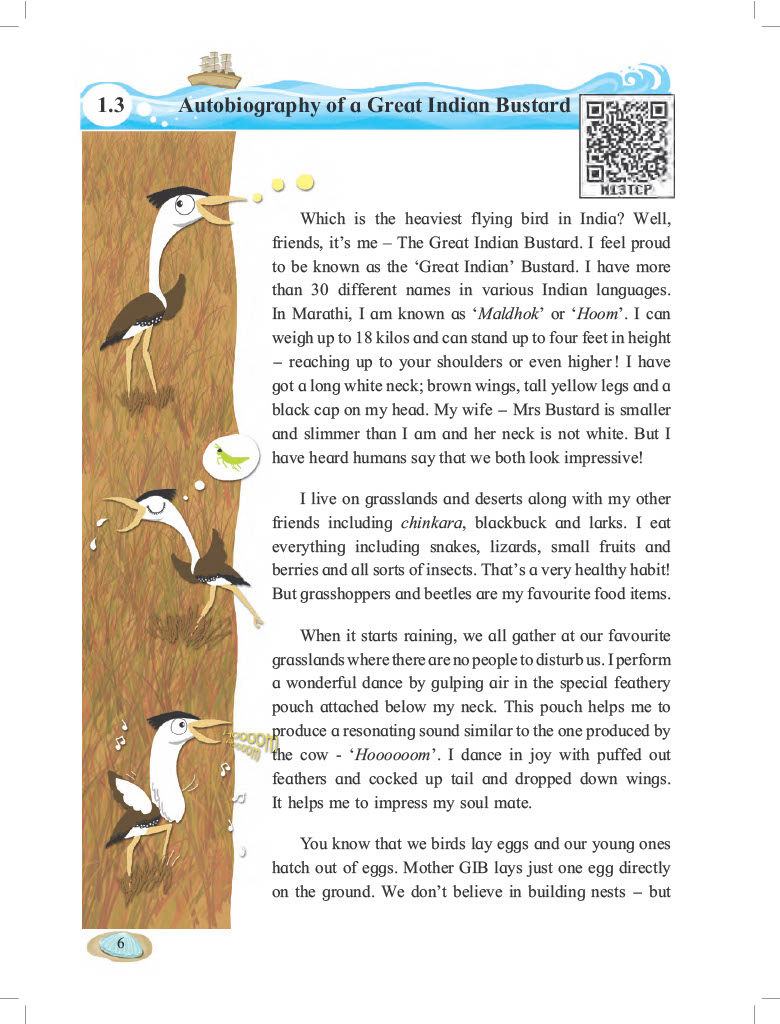 1.3 Autobiography of a Great Indian Bustard
M13TCP
Which is the heaviest flying bird in India? Well,
friends, it’s me – The Great Indian Bustard. I feel proud
to be known as the ‘Great Indian’ Bustard. I have more
than 30 different names in various Indian languages.
In Marathi, I am known as ‘Maldhok’ or ‘Hoom’. I can
weigh up to 18 kilos and can stand up to four feet in height
– reaching up to your shoulders or even higher! I have
got a long white neck; brown wings, tall yellow legs and a
black cap on my head. My wife – Mrs Bustard is smaller
and slimmer than I am and her neck is not white. But I
have heard humans say that we both look impressive!
I live on grasslands and deserts along with my other
friends including chinkara, blackbuck and larks. I eat
everything including snakes, lizards, small fruits and
berries and all sorts of insects. That’s a very healthy habit!
But grasshoppers and beetles are my favourite food items.
When it starts raining, we all gather at our favourite
grasslands where there are no people to disturb us. I perform
a wonderful dance by gulping air in the special feathery
pouch attached below my neck. This pouch helps me to
produce a resonating sound similar to the one produced by
the cow - ‘Hoooooom’. I dance in joy with puffed out
feathers and cocked up tail and dropped down wings.
It helps me to impress my soul mate.
You know that we birds lay eggs and our young ones
hatch out of eggs. Mother GIB lays just one egg directly
on the ground. We don’t believe in building nests – but
6